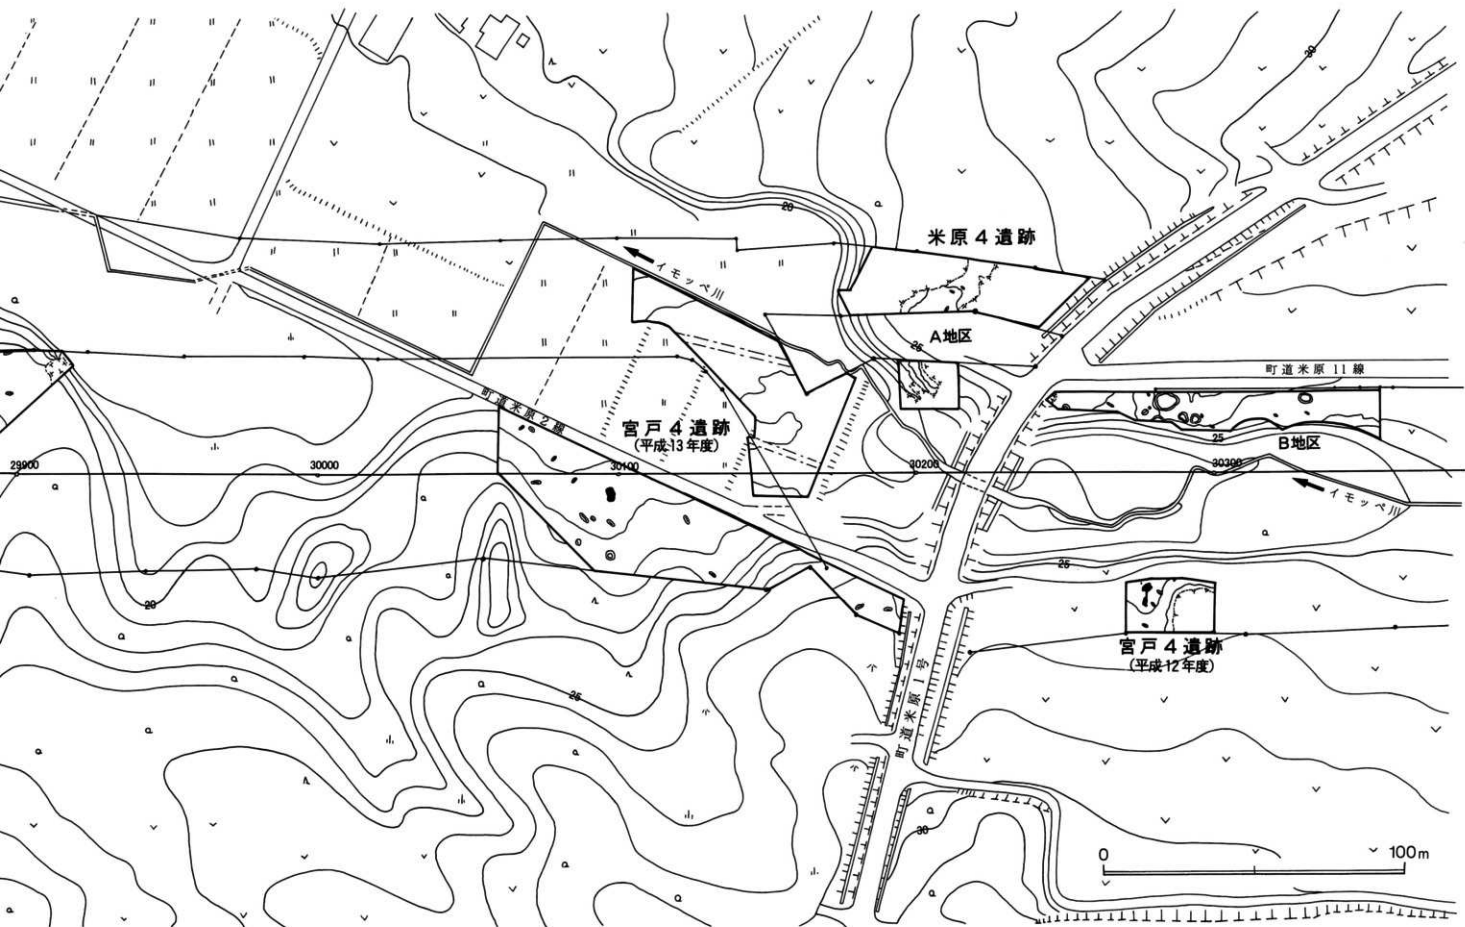 30
20
米原4遺跡
イモッペ川
A地区
25
町道米原11線
町道米原2線
宮戸4遺跡
(平成13年度)
25
B地区
29900
30000
30100
30200
30300
イモッペ川
25
20
宮戸4遺跡
(平成12年度)
町道米原1号
25
30
0
100m